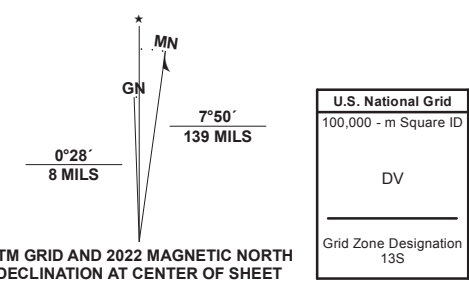 ★
MN
GN
7°50´
139 MILS
0°28´
8 MILS
TM GRID AND 2022 MAGNETIC NORTH
DECLINATION AT CENTER OF SHEET
U.S. National Grid
100,000 - m Square ID
DV
Grid Zone Designation
13S